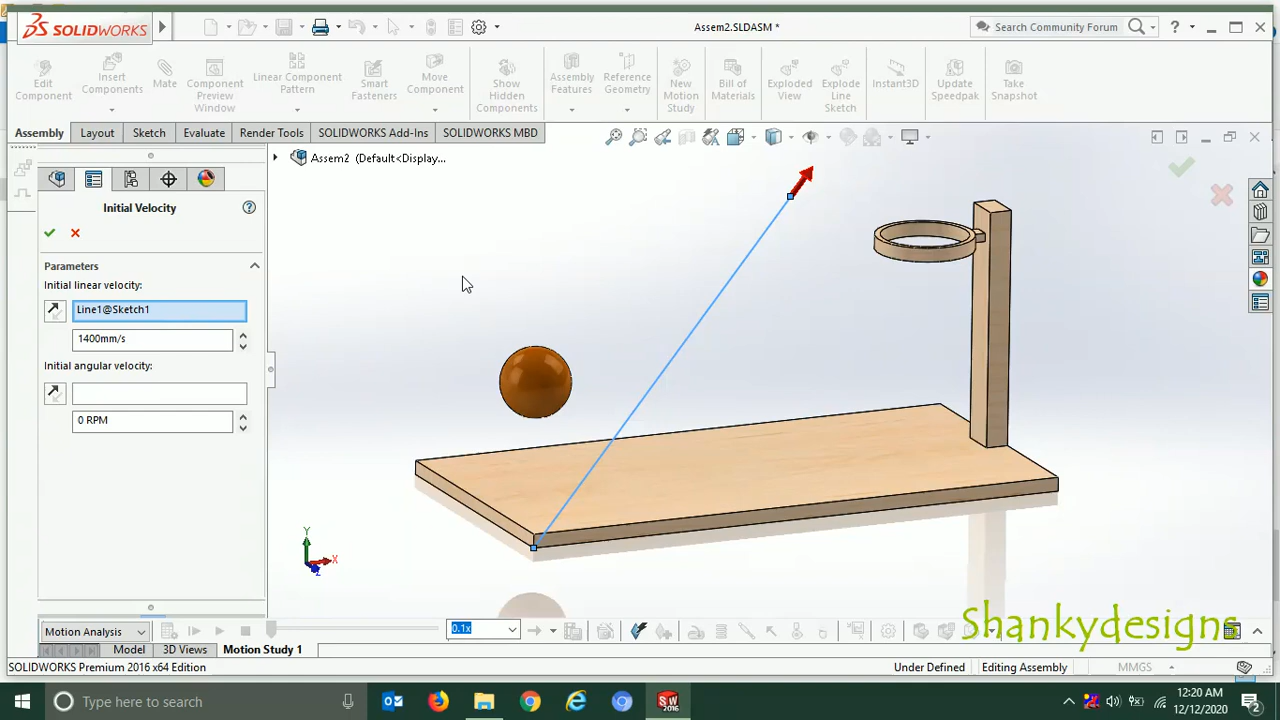 SOLIDWORKS
Assem2.SLDASM *
Search Community Forum
?
Edit Component
Insert Components
Mate
Component Preview Window
Linear Component Pattern
Smart Fasteners
Move Component
Show Hidden Components
Assembly Features
Reference Geometry
New Motion Study
Bill of Materials
Exploded View
Explode Line Sketch
Instant3D
Update Speedpak
Take Snapshot
Assembly
Layout
Sketch
Evaluate
Render Tools
SOLIDWORKS Add-Ins
SOLIDWORKS MBD
Assem2 (Default<Display...
Initial Velocity
?
Parameters
Initial linear velocity:
Line1@Sketch1
1400mm/s
Initial angular velocity:
0 RPM
Y
X
Z
Shankydesigns
Motion Analysis
0.1x
Model
3D Views
Motion Study 1
SOLIDWORKS Premium 2016 x64 Edition
Under Defined
Editing Assembly
MMGS
Type here to search
SW
2016
12:20 AM
12/12/2020
2